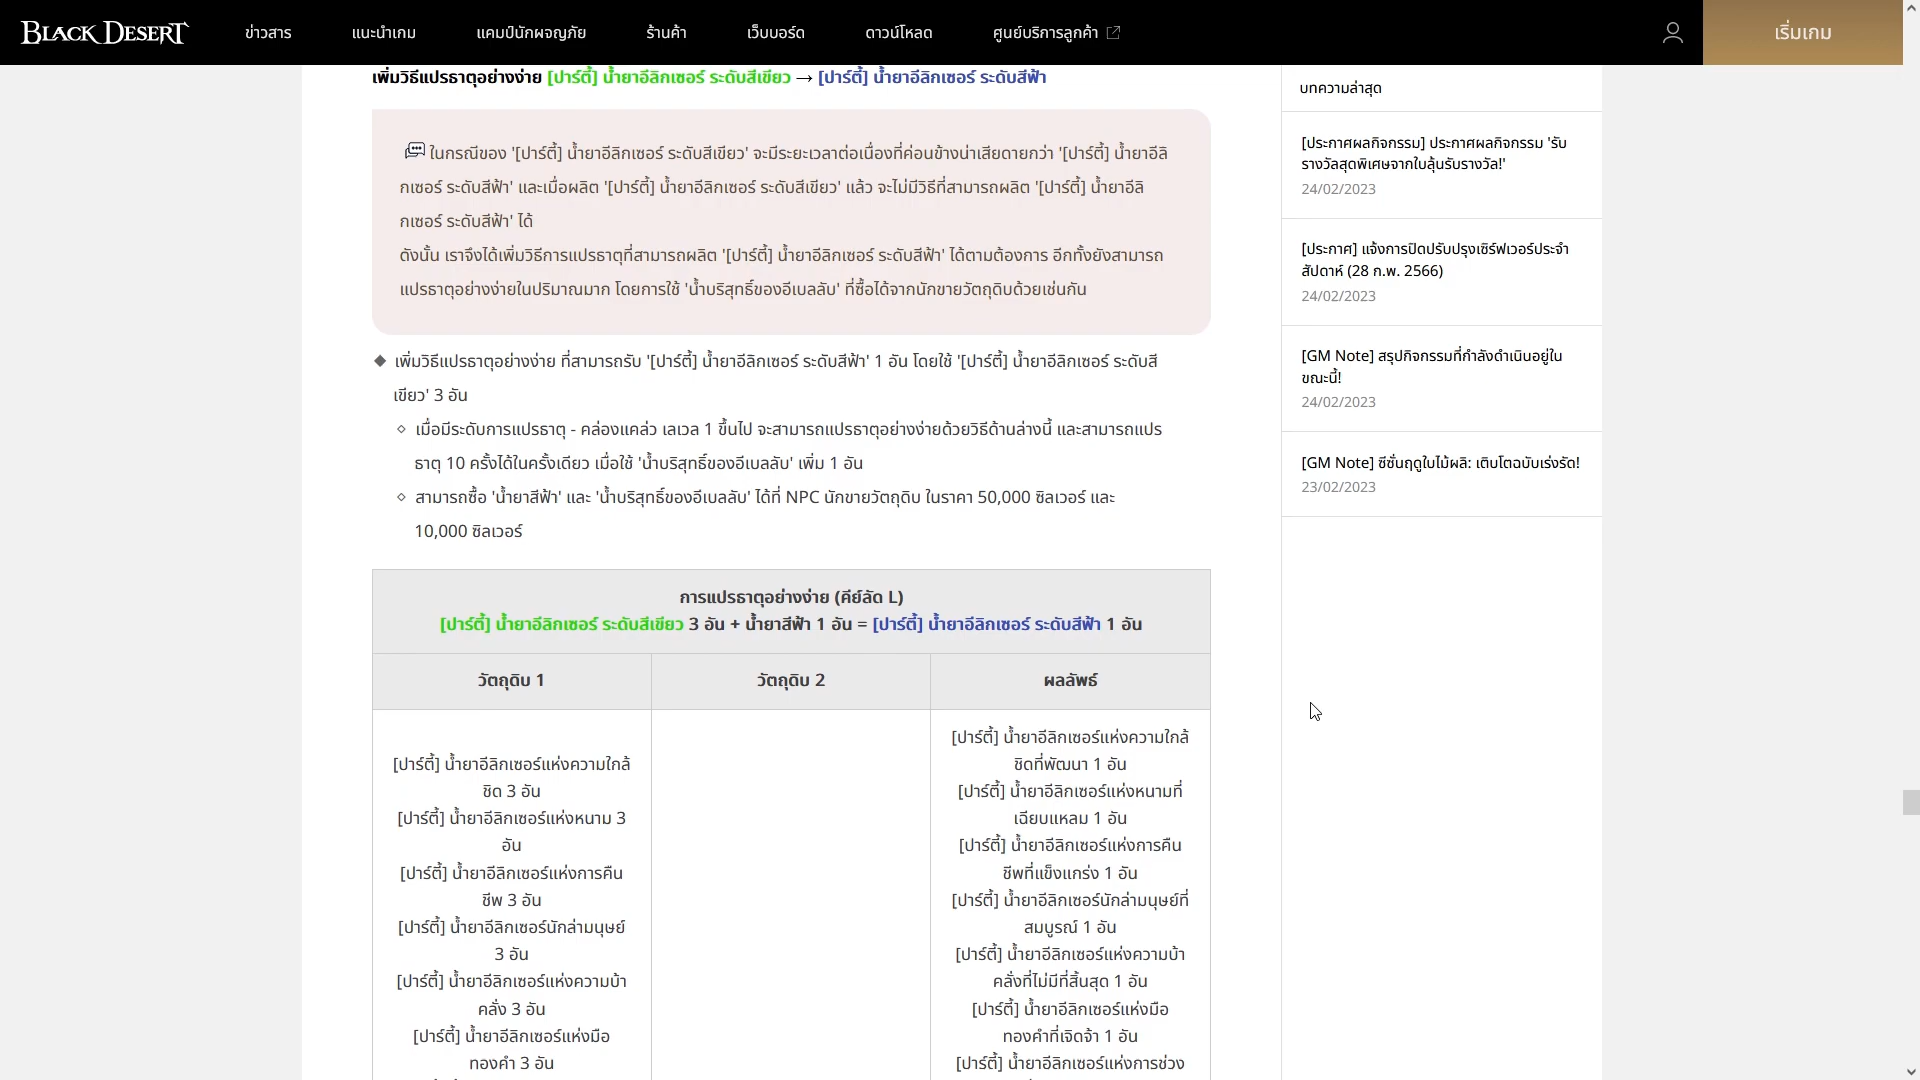 BLACK DESERT
ข่าวสาร
แนะนำเกม
แคมป์นักผจญภัย
ร้านค้า
เว็บบอร์ด
ดาวน์โหลด
ศูนย์บริการลูกค้า
เริ่มเกม
เพิ่มวิธีแปรธาตุอย่างง่าย [ปาร์ตี้] น้ำยาอีลิกเซอร์ ระดับสีเขียว → [ปาร์ตี้] น้ำยาอีลิกเซอร์ ระดับสีฟ้า
ในกรณีของ '[ปาร์ตี้] น้ำยาอีลิกเซอร์ ระดับสีเขียว' จะมีระยะเวลาต่อเนื่องที่ค่อนข้างน่าเสียดายกว่า '[ปาร์ตี้] น้ำยาอีลิ
กเซอร์ ระดับสีฟ้า' และเมื่อผลิต '[ปาร์ตี้] น้ำยาอีลิกเซอร์ ระดับสีเขียว' แล้ว จะไม่มีวิธีที่สามารถผลิต '[ปาร์ตี้] น้ำยาอีลิ
กเซอร์ ระดับสีฟ้า' ได้
ดังนั้น เราจึงได้เพิ่มวิธีการแปรธาตุที่สามารถผลิต '[ปาร์ตี้] น้ำยาอีลิกเซอร์ ระดับสีฟ้า' ได้ตามต้องการ อีกทั้งยังสามารถ
แปรธาตุอย่างง่ายในปริมาณมาก โดยการใช้ 'น้ำบริสุทธิ์ของอีเบลลับ' ที่ซื้อได้จากนักขายวัตถุดิบด้วยเช่นกัน
◆ เพิ่มวิธีแปรธาตุอย่างง่าย ที่สามารถรับ '[ปาร์ตี้] น้ำยาอีลิกเซอร์ ระดับสีฟ้า' 1 อัน โดยใช้ '[ปาร์ตี้] น้ำยาอีลิกเซอร์ ระดับสี
เขียว' 3 อัน
◇ เมื่อมีระดับการแปรธาตุ - คล่องแคล่ว เลเวล 1 ขึ้นไป จะสามารถแปรธาตุอย่างง่ายด้วยวิธีด้านล่างนี้ และสามารถแปร
ธาตุ 10 ครั้งได้ในครั้งเดียว เมื่อใช้ 'น้ำบริสุทธิ์ของอีเบลลับ' เพิ่ม 1 อัน
◇ สามารถซื้อ 'น้ำยาสีฟ้า' และ 'น้ำบริสุทธิ์ของอีเบลลับ' ได้ที่ NPC นักขายวัตถุดิบ ในราคา 50,000 ซิลเวอร์ และ
10,000 ซิลเวอร์
การแปรธาตุอย่างง่าย (คีย์ลัด L)
[ปาร์ตี้] น้ำยาอีลิกเซอร์ ระดับสีเขียว 3 อัน + น้ำยาสีฟ้า 1 อัน = [ปาร์ตี้] น้ำยาอีลิกเซอร์ ระดับสีฟ้า 1 อัน
วัตถุดิบ 1
วัตถุดิบ 2
ผลลัพธ์
[ปาร์ตี้] น้ำยาอีลิกเซอร์แห่งความใกล้
ชิด 3 อัน
[ปาร์ตี้] น้ำยาอีลิกเซอร์แห่งหนาม 3
อัน
[ปาร์ตี้] น้ำยาอีลิกเซอร์แห่งการคืน
ชีพ 3 อัน
[ปาร์ตี้] น้ำยาอีลิกเซอร์นักล่ามนุษย์
3 อัน
[ปาร์ตี้] น้ำยาอีลิกเซอร์แห่งความบ้า
คลั่ง 3 อัน
[ปาร์ตี้] น้ำยาอีลิกเซอร์แห่งมือ
ทองคำ 3 อัน
[ปาร์ตี้] น้ำยาอีลิกเซอร์แห่งความใกล้
ชิดที่พัฒนา 1 อัน
[ปาร์ตี้] น้ำยาอีลิกเซอร์แห่งหนามที่
เฉียบแหลม 1 อัน
[ปาร์ตี้] น้ำยาอีลิกเซอร์แห่งการคืน
ชีพที่แข็งแกร่ง 1 อัน
[ปาร์ตี้] น้ำยาอีลิกเซอร์นักล่ามนุษย์ที่
สมบูรณ์ 1 อัน
[ปาร์ตี้] น้ำยาอีลิกเซอร์แห่งความบ้า
คลั่งที่ไม่มีที่สิ้นสุด 1 อัน
[ปาร์ตี้] น้ำยาอีลิกเซอร์แห่งมือ
ทองคำที่เจิดจ้า 1 อัน
[ปาร์ตี้] น้ำยาอีลิกเซอร์แห่งการช่วง
บทความล่าสุด
[ประกาศผลกิจกรรม] ประกาศผลกิจกรรม 'รับ
รางวัลสุดพิเศษจากใบลุ้นรับรางวัล!'
24/02/2023
[ประกาศ] แจ้งการปิดปรับปรุงเซิร์ฟเวอร์ประจำ
สัปดาห์ (28 ก.พ. 2566)
24/02/2023
[GM Note] สรุปกิจกรรมที่กำลังดำเนินอยู่ใน
ขณะนี้!
24/02/2023
[GM Note] ซีซั่นฤดูใบไม้ผลิ: เติบโตฉบับเร่งรัด!
23/02/2023